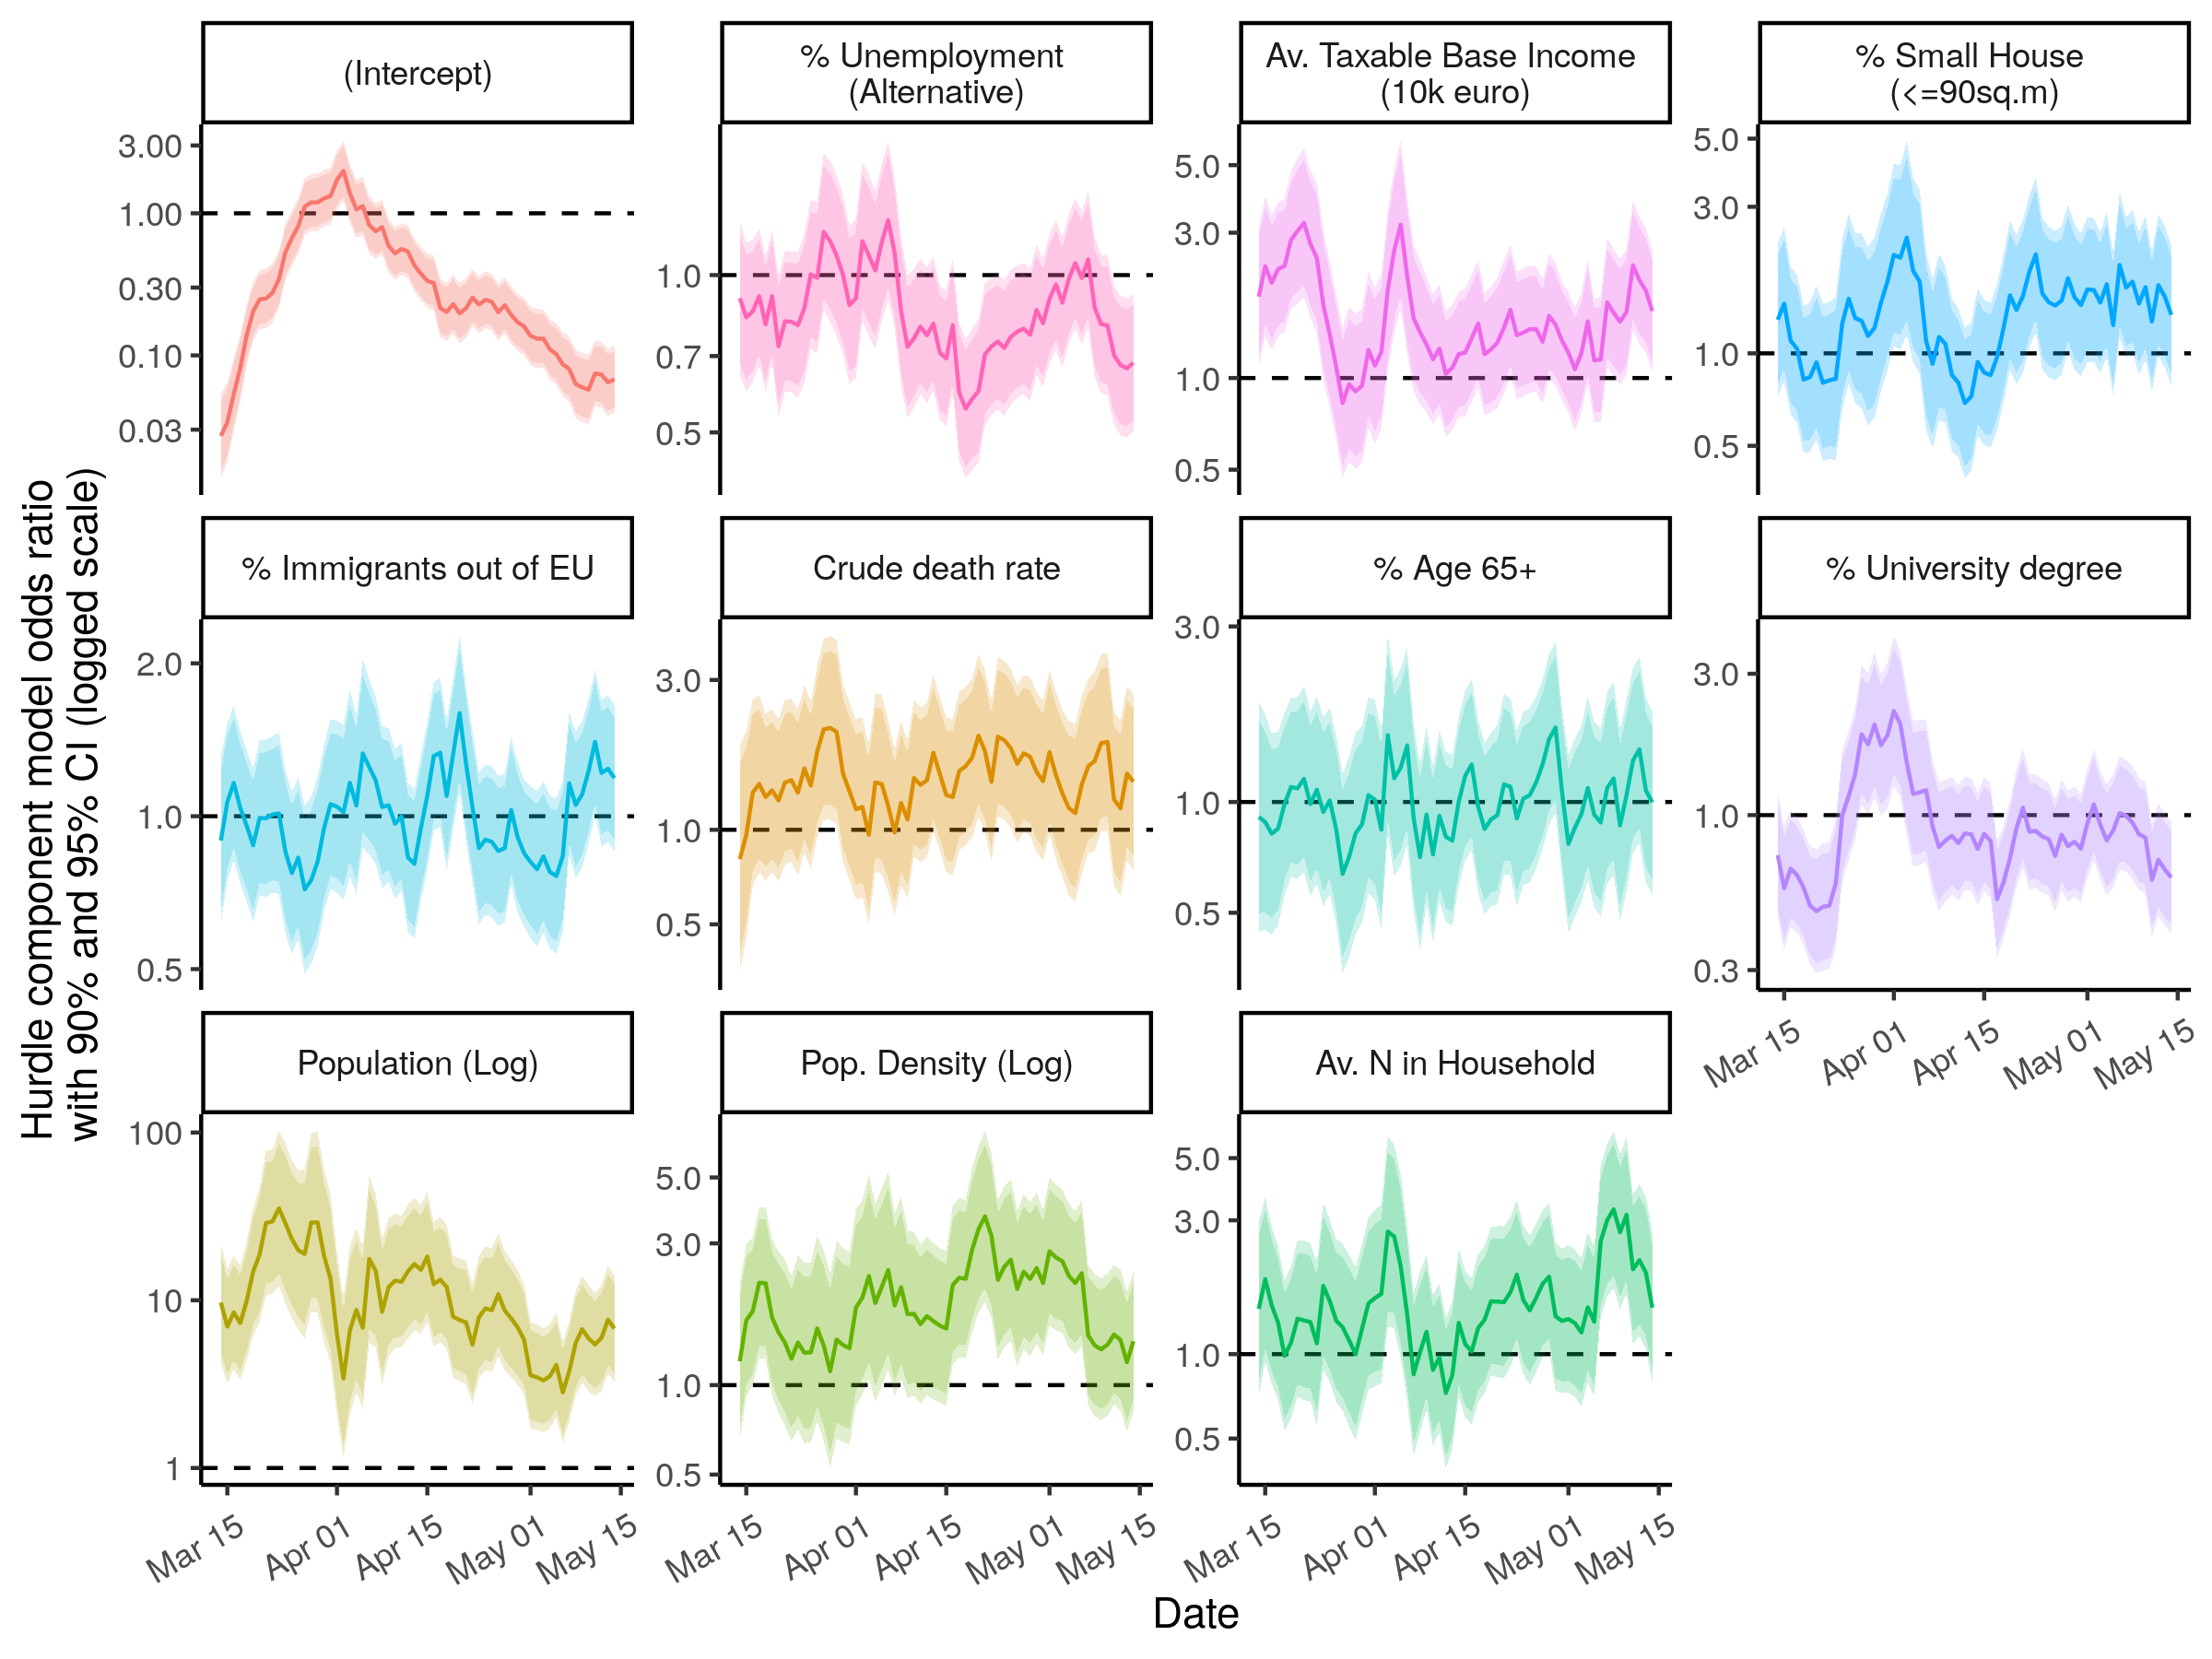 Hurdle component model odds ratio
with 90% and 95% CI (logged scale)
(Intercept)
3.00
1.00
0.30
0.10
0.03
% Unemployment
(Alternative)
1.0
0.7
0.5
Av. Taxable Base Income
(10k euro)
5.0
3.0
1.0
0.5
% Small House
(<=90sq.m)
5.0
3.0
1.0
0.5
% Immigrants out of EU
2.0
1.0
0.5
Crude death rate
3.0
1.0
0.5
% Age 65+
3.0
1.0
0.5
% University degree
3.0
1.0
0.3
Mar 15
Apr 01
Apr 15
May 01
May 15
Population (Log)
100
10
1
Mar 15
Apr 01
Apr 15
May 01
May 15
Pop. Density (Log)
5.0
3.0
1.0
0.5
Mar 15
Apr 01
Apr 15
May 01
May 15
Av. N in Household
5.0
3.0
1.0
0.5
Mar 15
Apr 01
Apr 15
May 01
May 15
Date